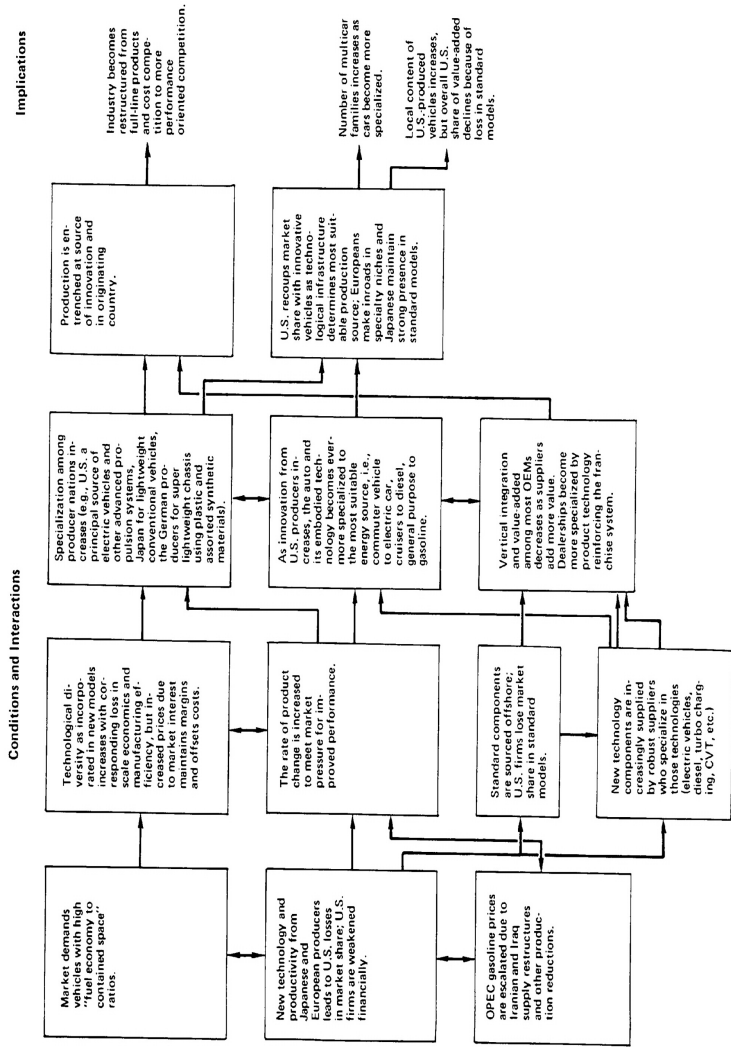 Conditions and Interactions
Implications
Market demands
vehicles with high
"fuel economy to
contained space"
ratios.
New technology and
productivity from
Japanese and
European producers
leads to U.S. losses
in market share; U.S.
firms are weakened
financially.
OPEC gasoline prices
are escalated due to
Iranian and Iraq
supply restructures
and other produc-
tion reductions.
Technological di-
versity as incorpo-
rated in new models
increases with cor-
responding loss in
scale economics and
manufacturing ef-
ficiency, but in-
creased prices due
to market interest
maintains margins
and offsets costs.
The rate of product
change is increased
to meet market
pressure for im-
proved performance.
Standard components
are sourced offshore;
U.S. firms lose market
share in standard
models.
New technology
components are in-
creasingly supplied
by robust suppliers
who specialize in
those technologies
(electric vehicles,
diesel, turbo charg-
ing, CVT, etc.)
Specialization among
producer nations in-
creases (e.g., U.S. a
principal source of
electric vehicles and
other advanced pro-
pulsion systems,
Japan for lightweight
conventional vehicles,
the German pro-
ducers for super
lightweight chassis
using plastic and
assorted synthetic
materials).
As innovation from
U.S. producers in-
creases, the auto and
its embodied tech-
nology becomes ever-
more specialized to
the most suitable
energy source, i.e.,
commuter vehicle
to electric car,
cruisers to diesel,
general purpose to
gasoline.
Vertical integration
and value-added
among most OEMs
decreases as suppliers
add more value.
Dealerships become
more specialized by
product technology
reinforcing the fran-
chise system.
Production is en-
trenched at source
of innovation and
in originating
country.
U.S. recoups market
share with innovative
vehicles as techno-
logical infrastructure
determines most suit-
able production
source; Europeans
make inroads in
specialty niches and
Japanese maintain
strong presence in
standard models.
Industry becomes
restructured from
full-line products
and cost compe-
tition to more
performance
oriented competition.
Number of multicar
families increases as
cars become more
specialized.
Local content of
U.S.-produced
vehicles increases,
but overall U.S.
share of value-added
declines because of
loss in standard
models.